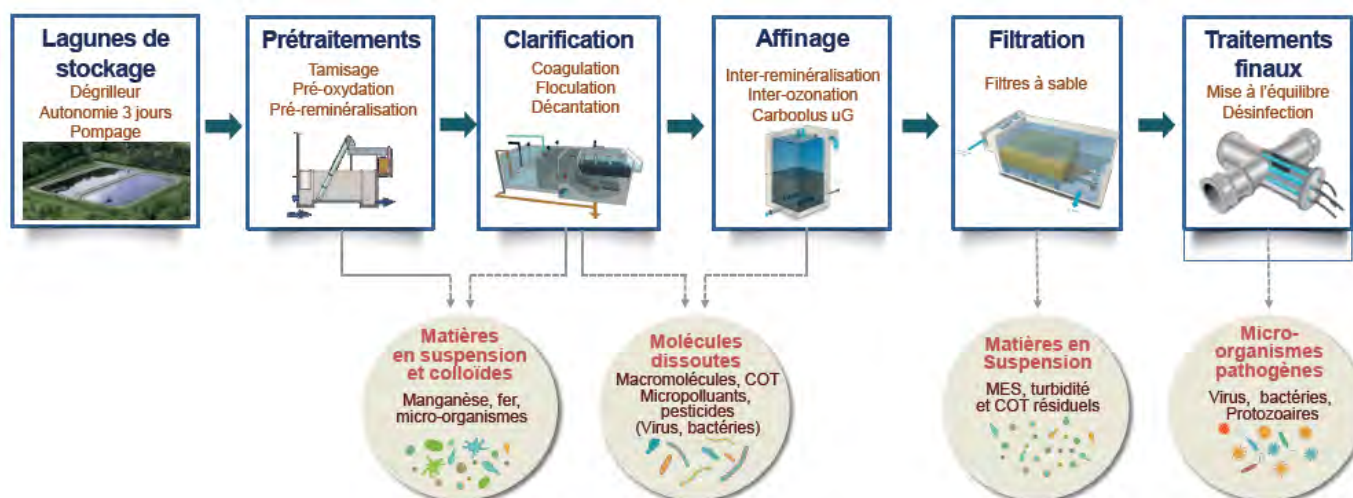 Lagunes de
stockage
Dégrilleur
Autonomie 3 jours
Pompage
Prétraitements
Tamisage
Pré-oxydation
Pré-reminéralisation
Clarification
Coagulation
Floculation
Décantation
Affinage
Inter-reminéralisation
Inter-ozonation
Carboplus uG
Filtration
Filtres à sable
Traitements
finaux
Mise à l'équilibre
Désinfection
Matières
en suspension
et colloïdes
Manganèse, fer,
micro-organismes
Molécules
dissoutes
Macromolécules, COT
Micropolluants,
pesticides
(Virus, bactéries)
Matières en
Suspension
MES, turbidité
et COT résiduels
Micro-
organismes
pathogènes
Virus, bactéries,
Protozoaires